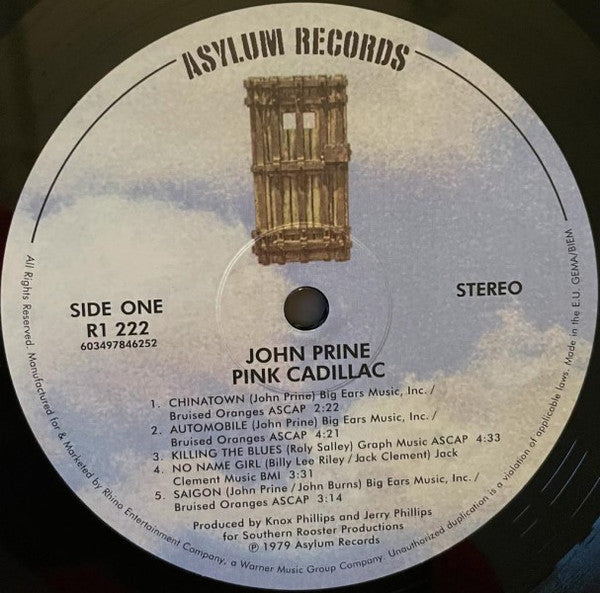 ASYLUM RECORDS
SIDE ONE
R1 222
603497846252
STEREO
JOHN PRINE
PINK CADILLAC
1. CHINATOWN (John Prine) Big Ears Music, Inc. /
Bruised Oranges ASCAP 2:22
2. AUTOMOBILE (John Prine) Big Ears Music, Inc. /
Bruised Oranges ASCAP 4:21
3. KILLING THE BLUES (Roly Salley) Graph Music ASCAP 4:33
4. NO NAME GIRL (Billy Lee Riley / Jack Clement) Jack
Clement Music BMI 3:31
5. SAIGON (John Prine / John Burns) Big Ears Music, Inc. /
Bruised Oranges ASCAP 3:14
Produced by Knox Phillips and Jerry Phillips
for Southern Rooster Productions
℗ 1979 Asylum Records
All Rights Reserved. Manufactured for & Marketed by Rhino Entertainment Company, a Warner Music Group Company. Unauthorized duplication is a violation of applicable laws. Made in the E.U. GEMA/BIEM